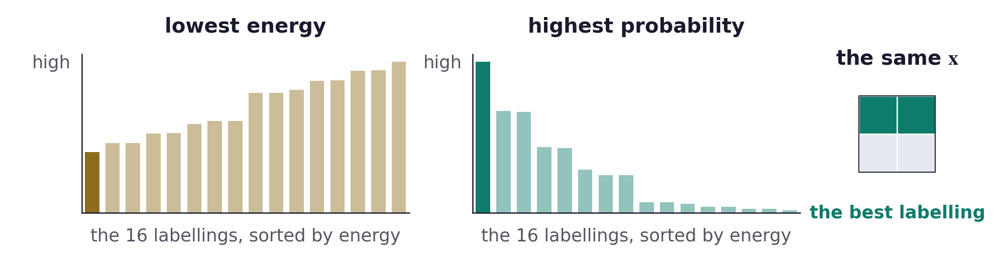 lowest energy
high
the 16 labellings, sorted by energy
highest probability
high
the 16 labellings, sorted by energy
the same x
the best labelling